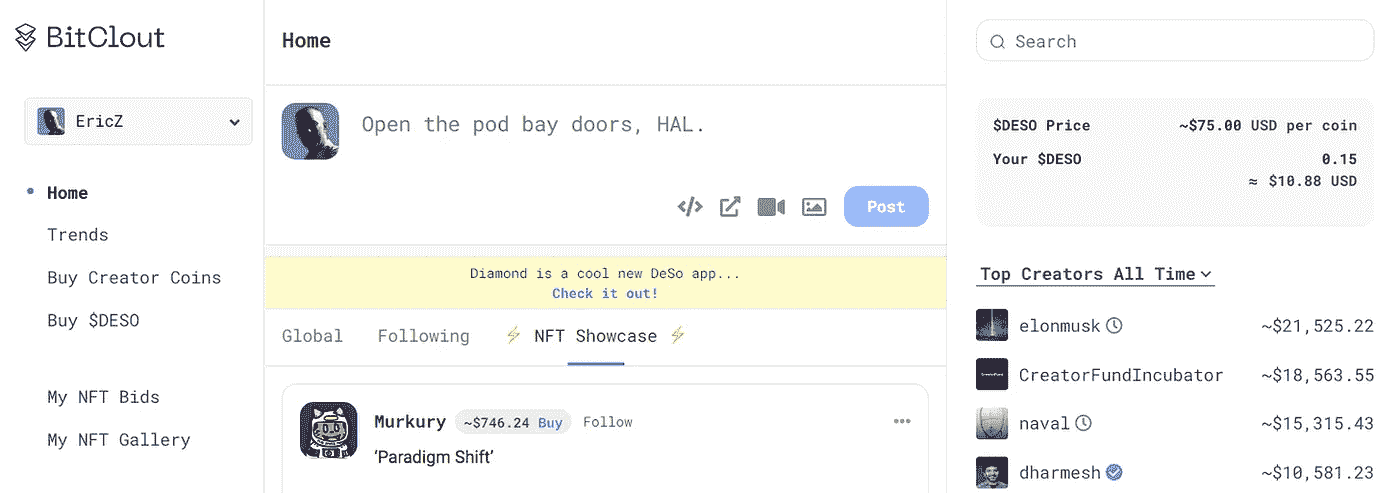 BitClout
EricZ
Home
Trends
Buy Creator Coins
Buy $DESO
My NFT Bids
My NFT Gallery
Home
Open the pod bay doors, HAL.
Post
Diamond is a cool new DeSo app...
Check it out!
Global Following ⚡ NFT Showcase ⚡
Murkury ~$746.24 Buy Follow
‘Paradigm Shift’
Search
$DESO Price ~$75.00 USD per coin
Your $DESO 0.15
≈ $10.88 USD
Top Creators All Time
elonmusk ~$21,525.22
CreatorFundIncubator ~$18,563.55
naval ~$15,315.43
dharmesh ~$10,581.23